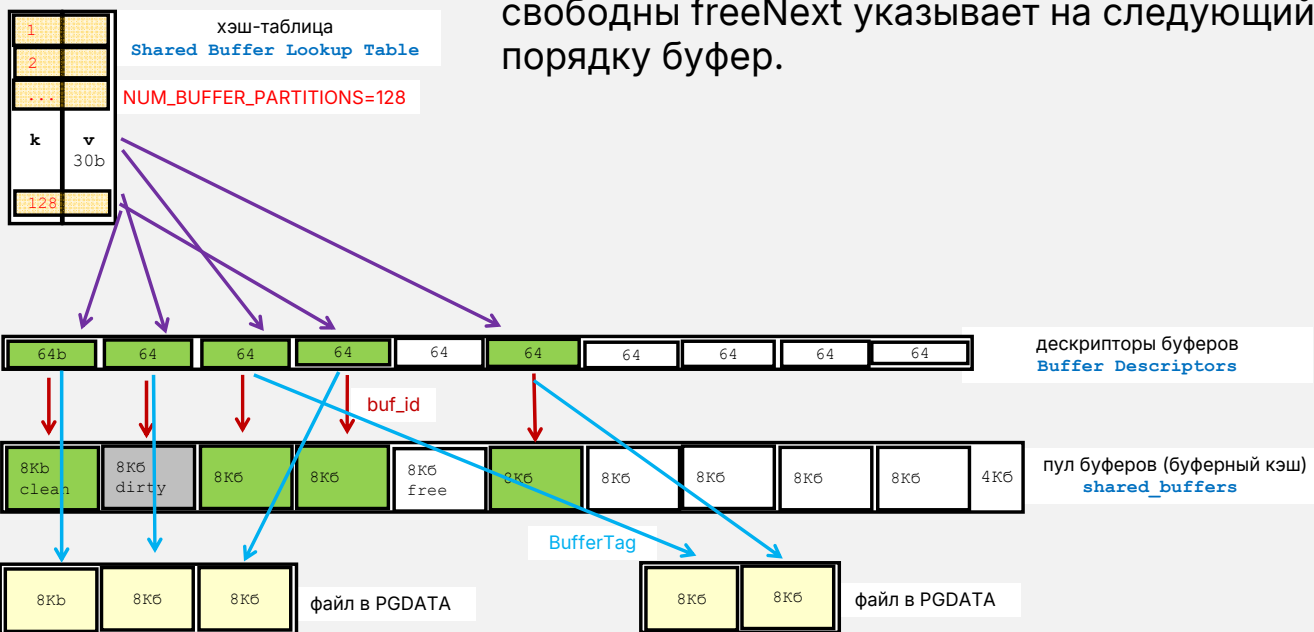 свободны freeNext указывает на следующий
порядку буфер.
хэш-таблица
Shared Buffer Lookup Table
NUM_BUFFER_PARTITIONS=128
1
2
...
k v
30b
128
64b 64 64 64 64 64 64 64 64 64
дескрипторы буферов
Buffer Descriptors
buf_id
8Kb
clean
8Кб
dirty
8Кб
8Кб
8Кб
free
8Кб
8Кб
8Кб
8Кб
8Кб
4Кб
пул буферов (буферный кэш)
shared_buffers
BufferTag
8Kb 8Кб 8Кб
файл в PGDATA
8Кб 8Кб
файл в PGDATA